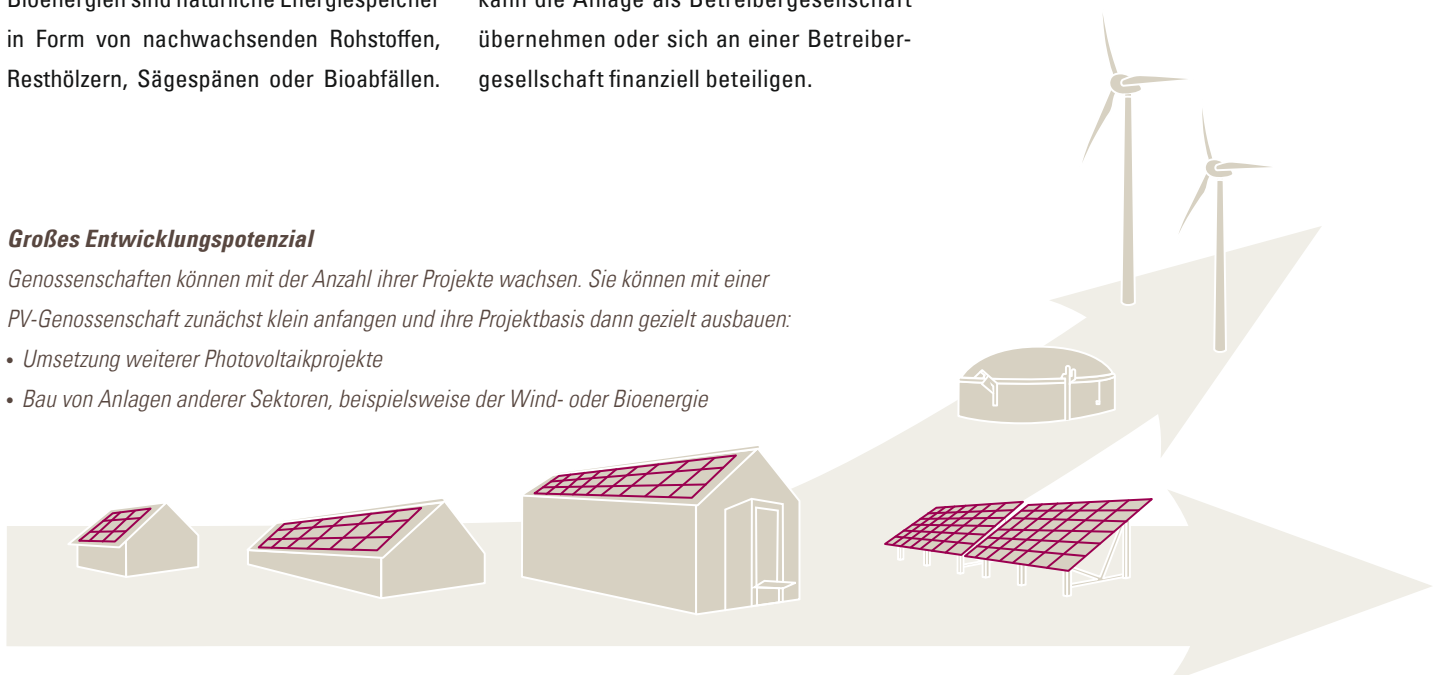 Bioenergien sind natürliche Energiespeicher
in Form von nachwachsenden Rohstoffen,
Resthölzern, Sägespänen oder Bioabfällen.
kann die Anlage als Betreibergesellschaft
übernehmen oder sich an einer Betreiber-
gesellschaft finanziell beteiligen.
Großes Entwicklungspotenzial
Genossenschaften können mit der Anzahl ihrer Projekte wachsen. Sie können mit einer
PV-Genossenschaft zunächst klein anfangen und ihre Projektbasis dann gezielt ausbauen:
• Umsetzung weiterer Photovoltaikprojekte
• Bau von Anlagen anderer Sektoren, beispielsweise der Wind- oder Bioenergie